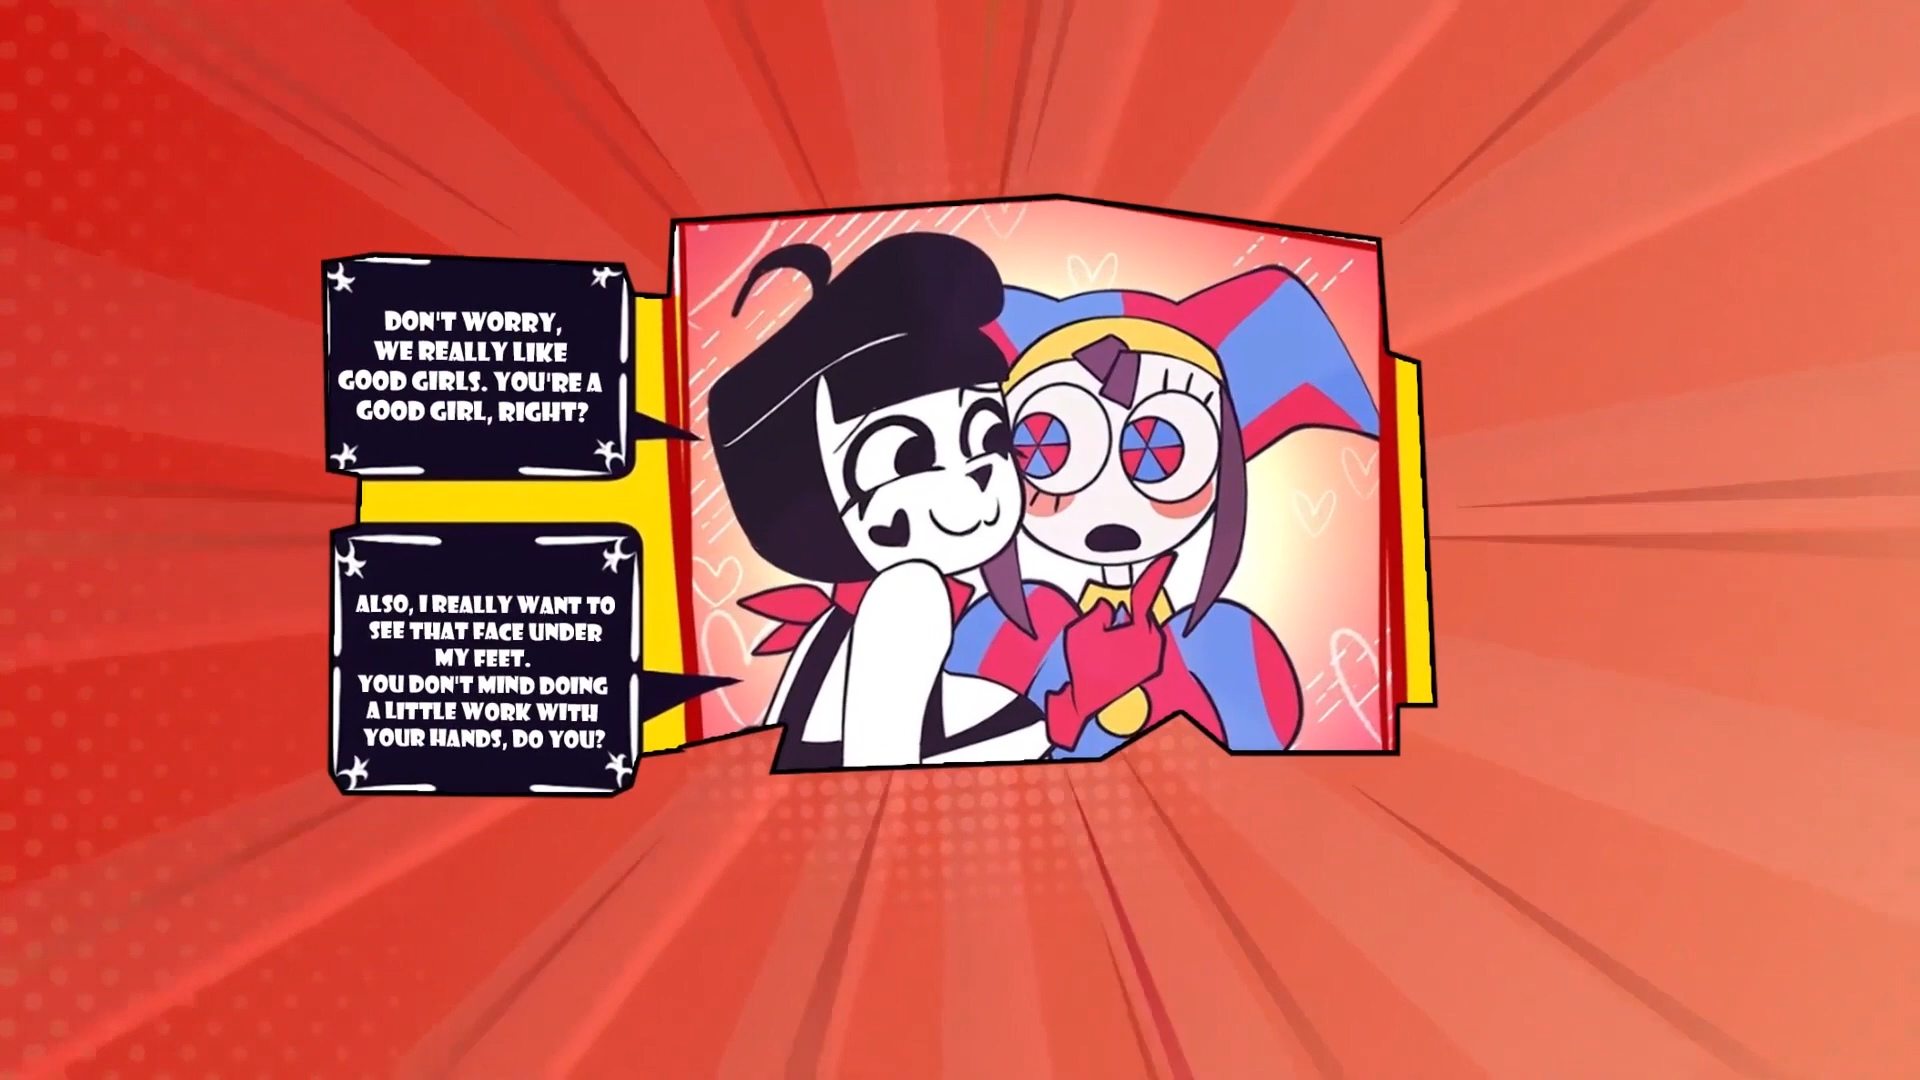 DON'T WORRY,
WE REALLY LIKE
GOOD GIRLS. YOU'RE A
GOOD GIRL, RIGHT?
ALSO, I REALLY WANT TO
SEE THAT FACE UNDER
MY FEET.
YOU DON'T MIND DOING
A LITTLE WORK WITH
YOUR HANDS, DO YOU?